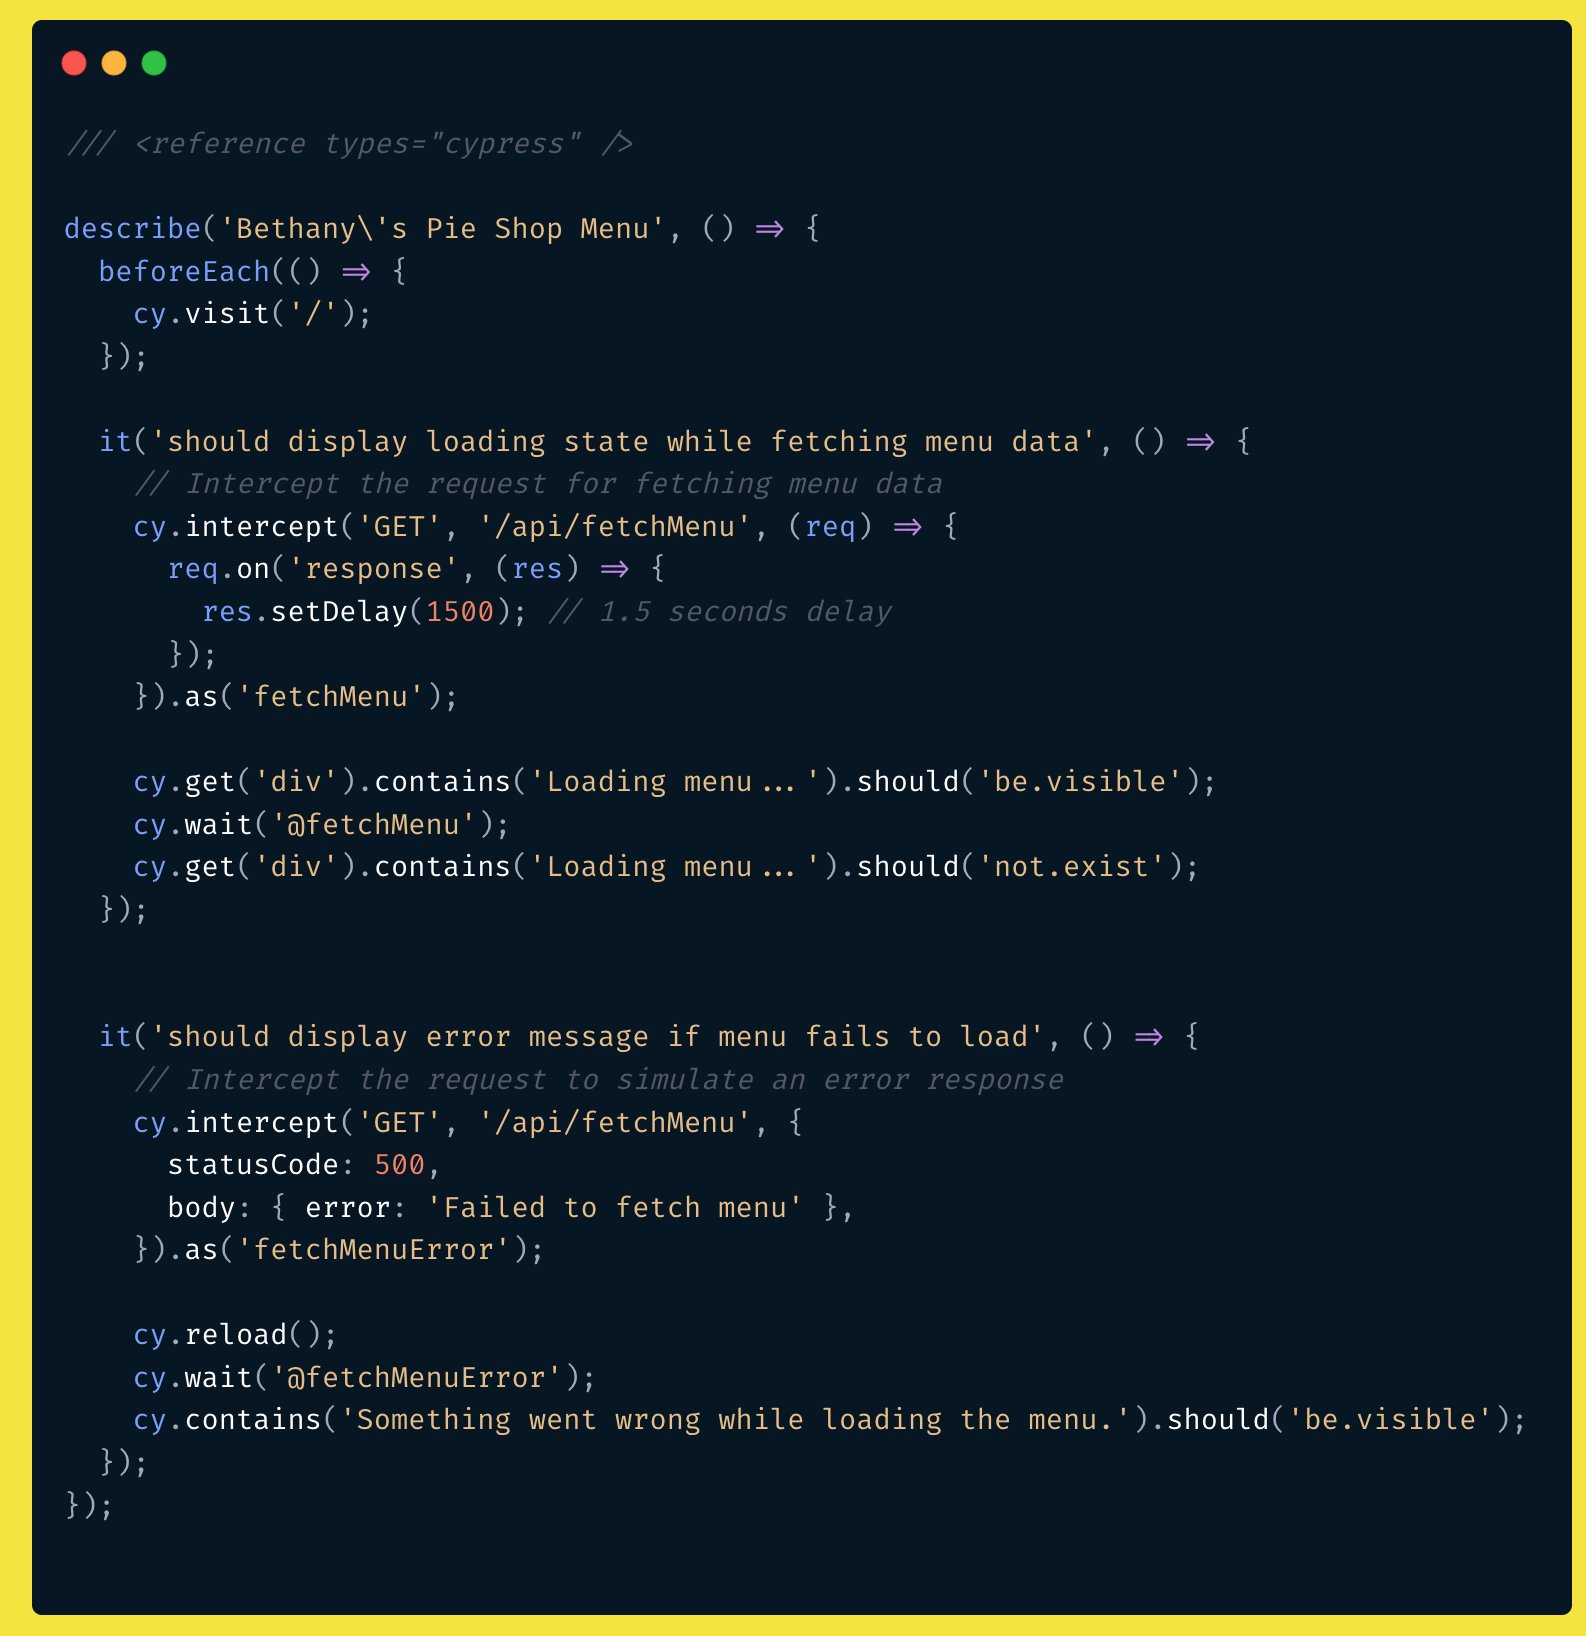 /// <reference types="cypress" />

describe('Bethany\'s Pie Shop Menu', () => {
  beforeEach(() => {
    cy.visit('/');
  });

  it('should display loading state while fetching menu data', () => {
    // Intercept the request for fetching menu data
    cy.intercept('GET', '/api/fetchMenu', (req) => {
      req.on('response', (res) => {
        res.setDelay(1500); // 1.5 seconds delay
      });
    }).as('fetchMenu');

    cy.get('div').contains('Loading menu...').should('be.visible');
    cy.wait('@fetchMenu');
    cy.get('div').contains('Loading menu...').should('not.exist');
  });


  it('should display error message if menu fails to load', () => {
    // Intercept the request to simulate an error response
    cy.intercept('GET', '/api/fetchMenu', {
      statusCode: 500,
      body: { error: 'Failed to fetch menu' },
    }).as('fetchMenuError');

    cy.reload();
    cy.wait('@fetchMenuError');
    cy.contains('Something went wrong while loading the menu.').should('be.visible');
  });
});